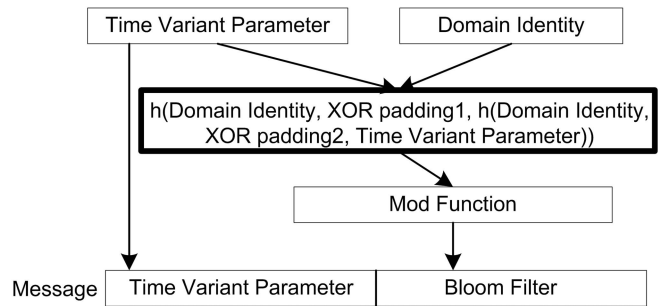 Time Variant Parameter
Domain Identity
h(Domain Identity, XOR padding1, h(Domain Identity,
XOR padding2, Time Variant Parameter))
Mod Function
Message
Time Variant Parameter
Bloom Filter